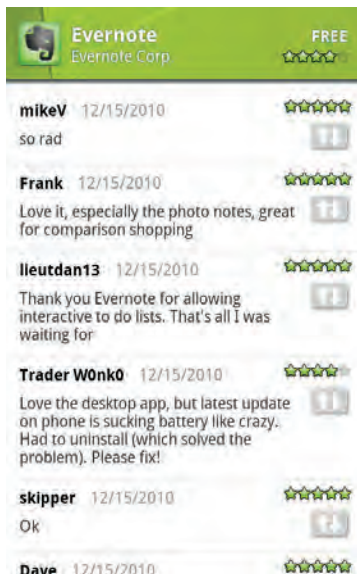 Evernote FREE
Evernote Corp
mikeV 12/15/2010
so rad
Frank 12/15/2010
Love it, especially the photo notes, great
for comparison shopping
lieutdan13 12/15/2010
Thank you Evernote for allowing
interactive to do lists. That's all I was
waiting for
Trader W0nk0 12/15/2010
Love the desktop app, but latest update
on phone is sucking battery like crazy.
Had to uninstall (which solved the
problem). Please fix!
skipper 12/15/2010
Ok
Dave 12/15/2010